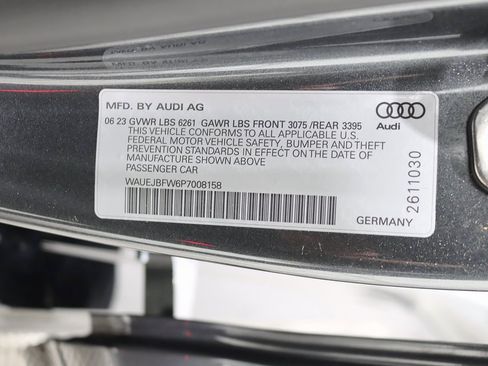 MFD. BY AUDI AG
06 23 GVWR LBS 6261 GAWR LBS FRONT 3075 /REAR 3395
THIS VEHICLE CONFORMS TO ALL APPLICABLE U.S.
FEDERAL MOTOR VEHICLE SAFETY, BUMPER AND THEFT
PREVENTION STANDARDS IN EFFECT ON THE DATE OF
MANUFACTURE SHOWN ABOVE
PASSENGER CAR
WAUEJBFW6P7008158
Audi
2611030
GERMANY